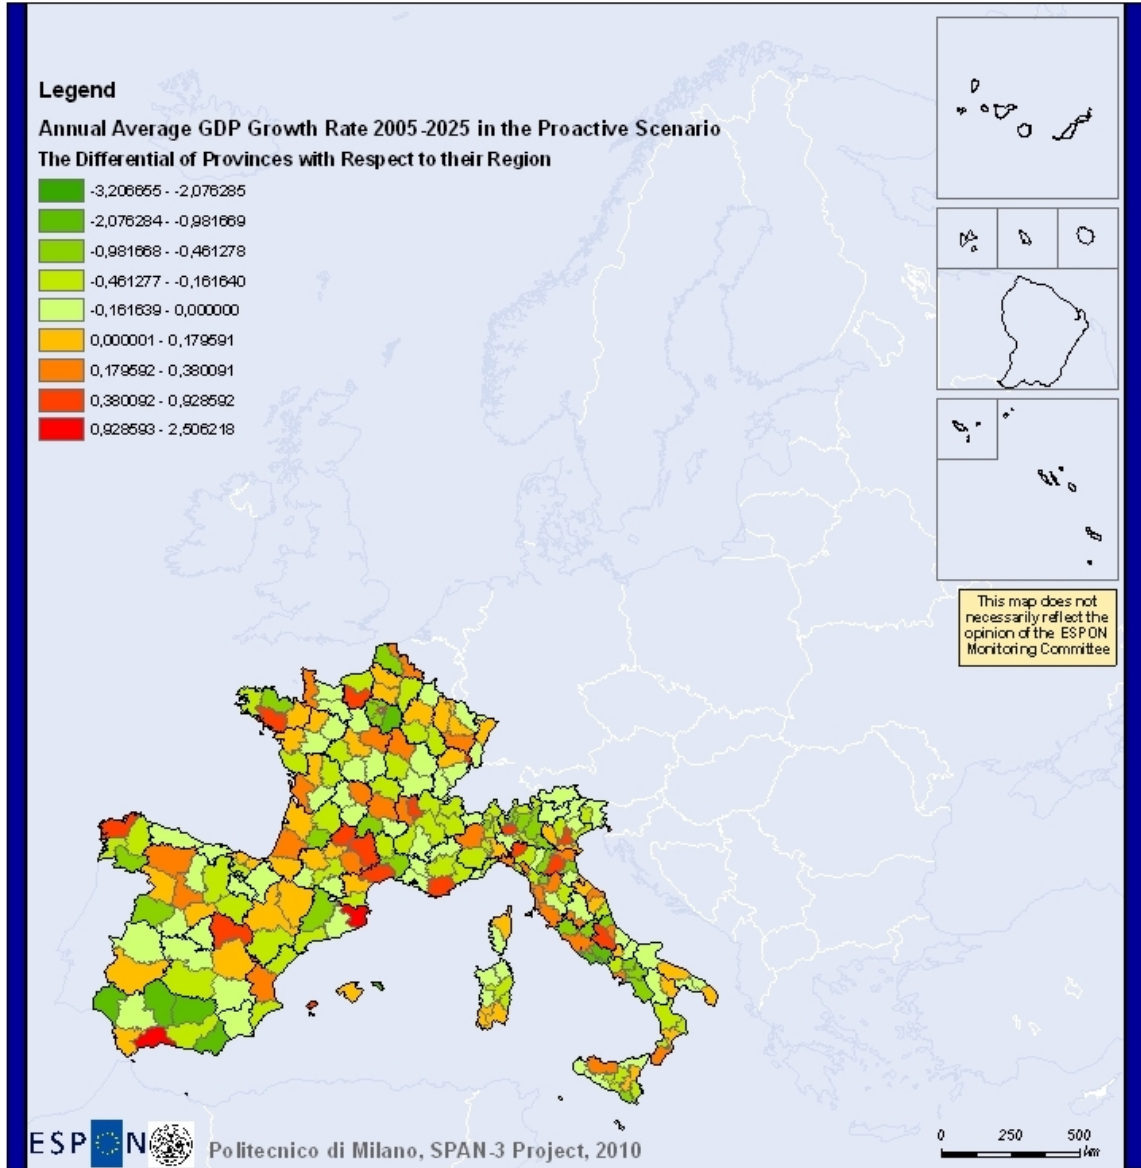 Legend
Annual Average GDP Growth Rate 2005-2025 in the Proactive Scenario
The Differential of Provinces with Respect to their Region
-3,206655 - -2,076285
-2,076284 - -0,981669
-0,981668 - -0,461278
-0,461277 - -0,161640
-0,161639 - 0,000000
0,000001 - 0,179591
0,179592 - 0,380091
0,380092 - 0,928592
0,928593 - 2,506218
This map does not
necessarily reflect the
opinion of the ESPON
Monitoring Committee
ESPON
Politecnico di Milano, SPAN-3 Project, 2010
0 250 500
km